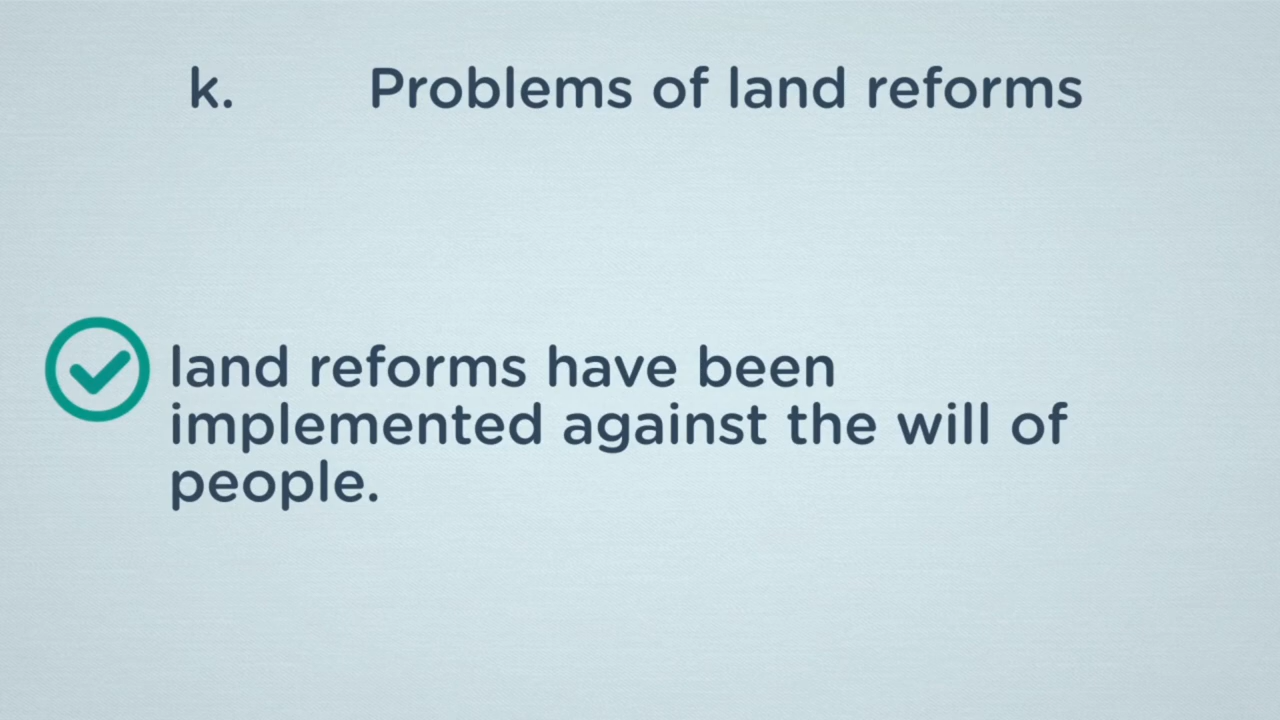 k. Problems of land reforms
land reforms have been
implemented against the will of
people.